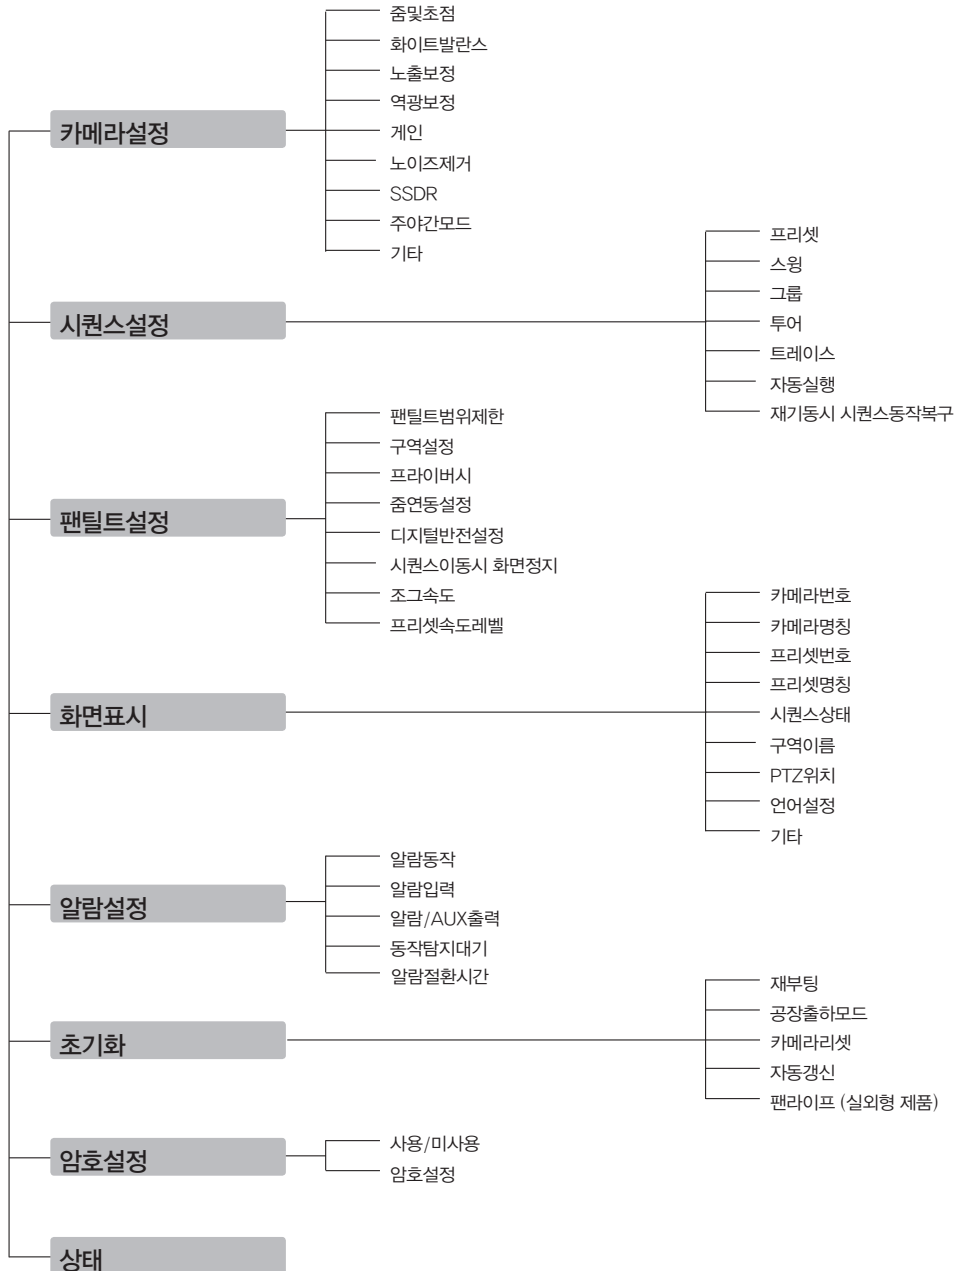 카메라설정
줌및초점
화이트발란스
노출보정
역광보정
게인
노이즈제거
SSDR
주야간모드
기타
시퀀스설정
프리셋
스윙
그룹
투어
트레이스
자동실행
재기동시 시퀀스동작복구
팬틸트설정
팬틸트범위제한
구역설정
프라이버시
줌연동설정
디지털반전설정
시퀀스이동시 화면정지
조그속도
프리셋속도레벨
화면표시
카메라번호
카메라명칭
프리셋번호
프리셋명칭
시퀀스상태
구역이름
PTZ위치
언어설정
기타
알람설정
알람동작
알람입력
알람/AUX출력
동작탐지대기
알람절환시간
초기화
재부팅
공장출하모드
카메라리셋
자동갱신
팬라이프 (실외형 제품)
암호설정
사용/미사용
암호설정
상태